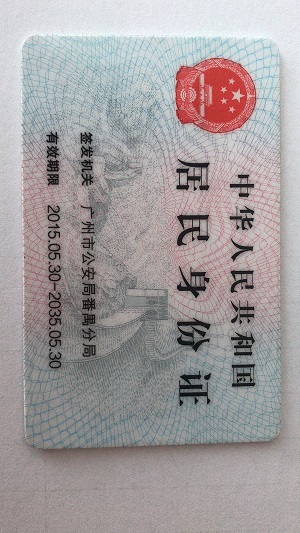 中华人民共和国
居民身份证
签发机关 广州市公安局番禺分局
有效期限 2015.05.30-2035.05.30